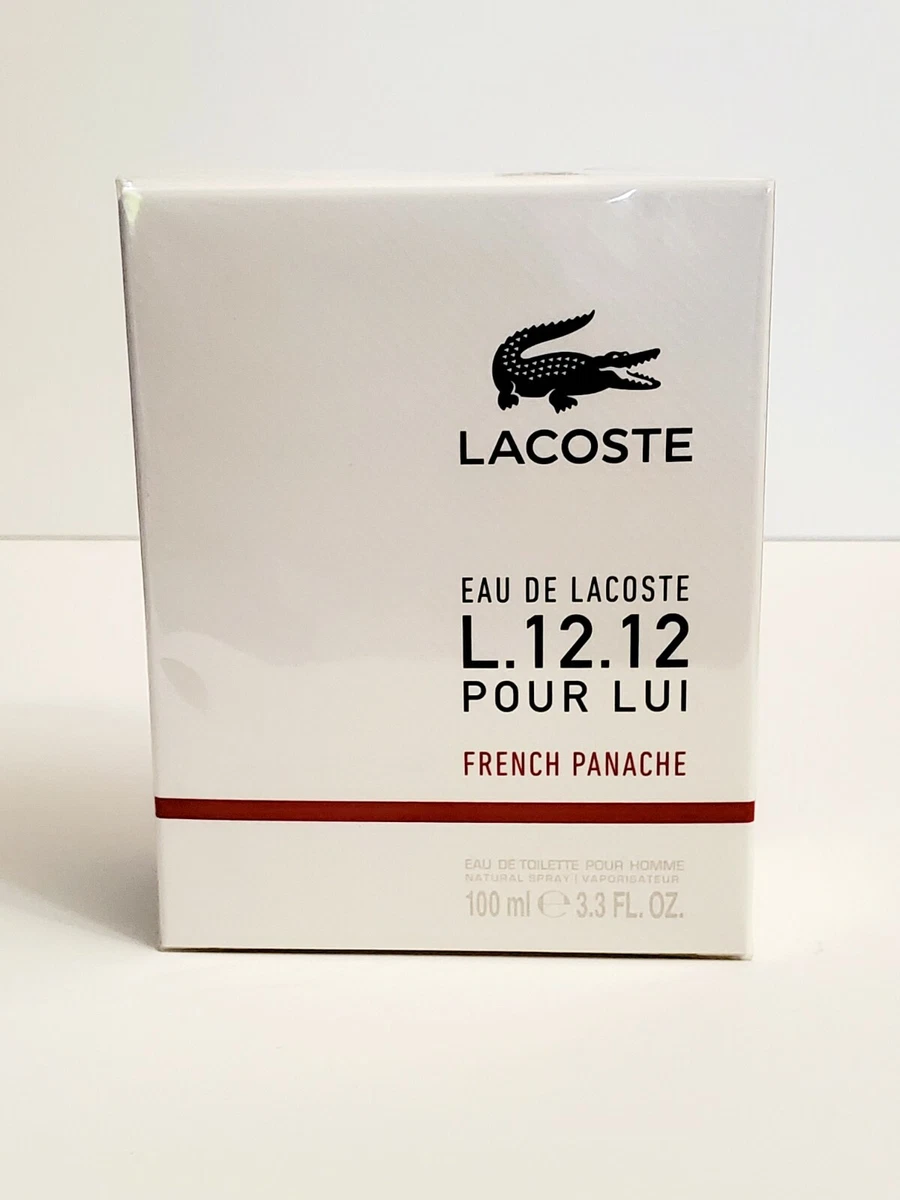 LACOSTE
EAU DE LACOSTE
L.12.12
POUR LUI
FRENCH PANACHE
EAU DE TOILETTE POUR HOMME
NATURAL SPRAY | VAPORISATEUR
100 ml ℮ 3.3 FL. OZ.